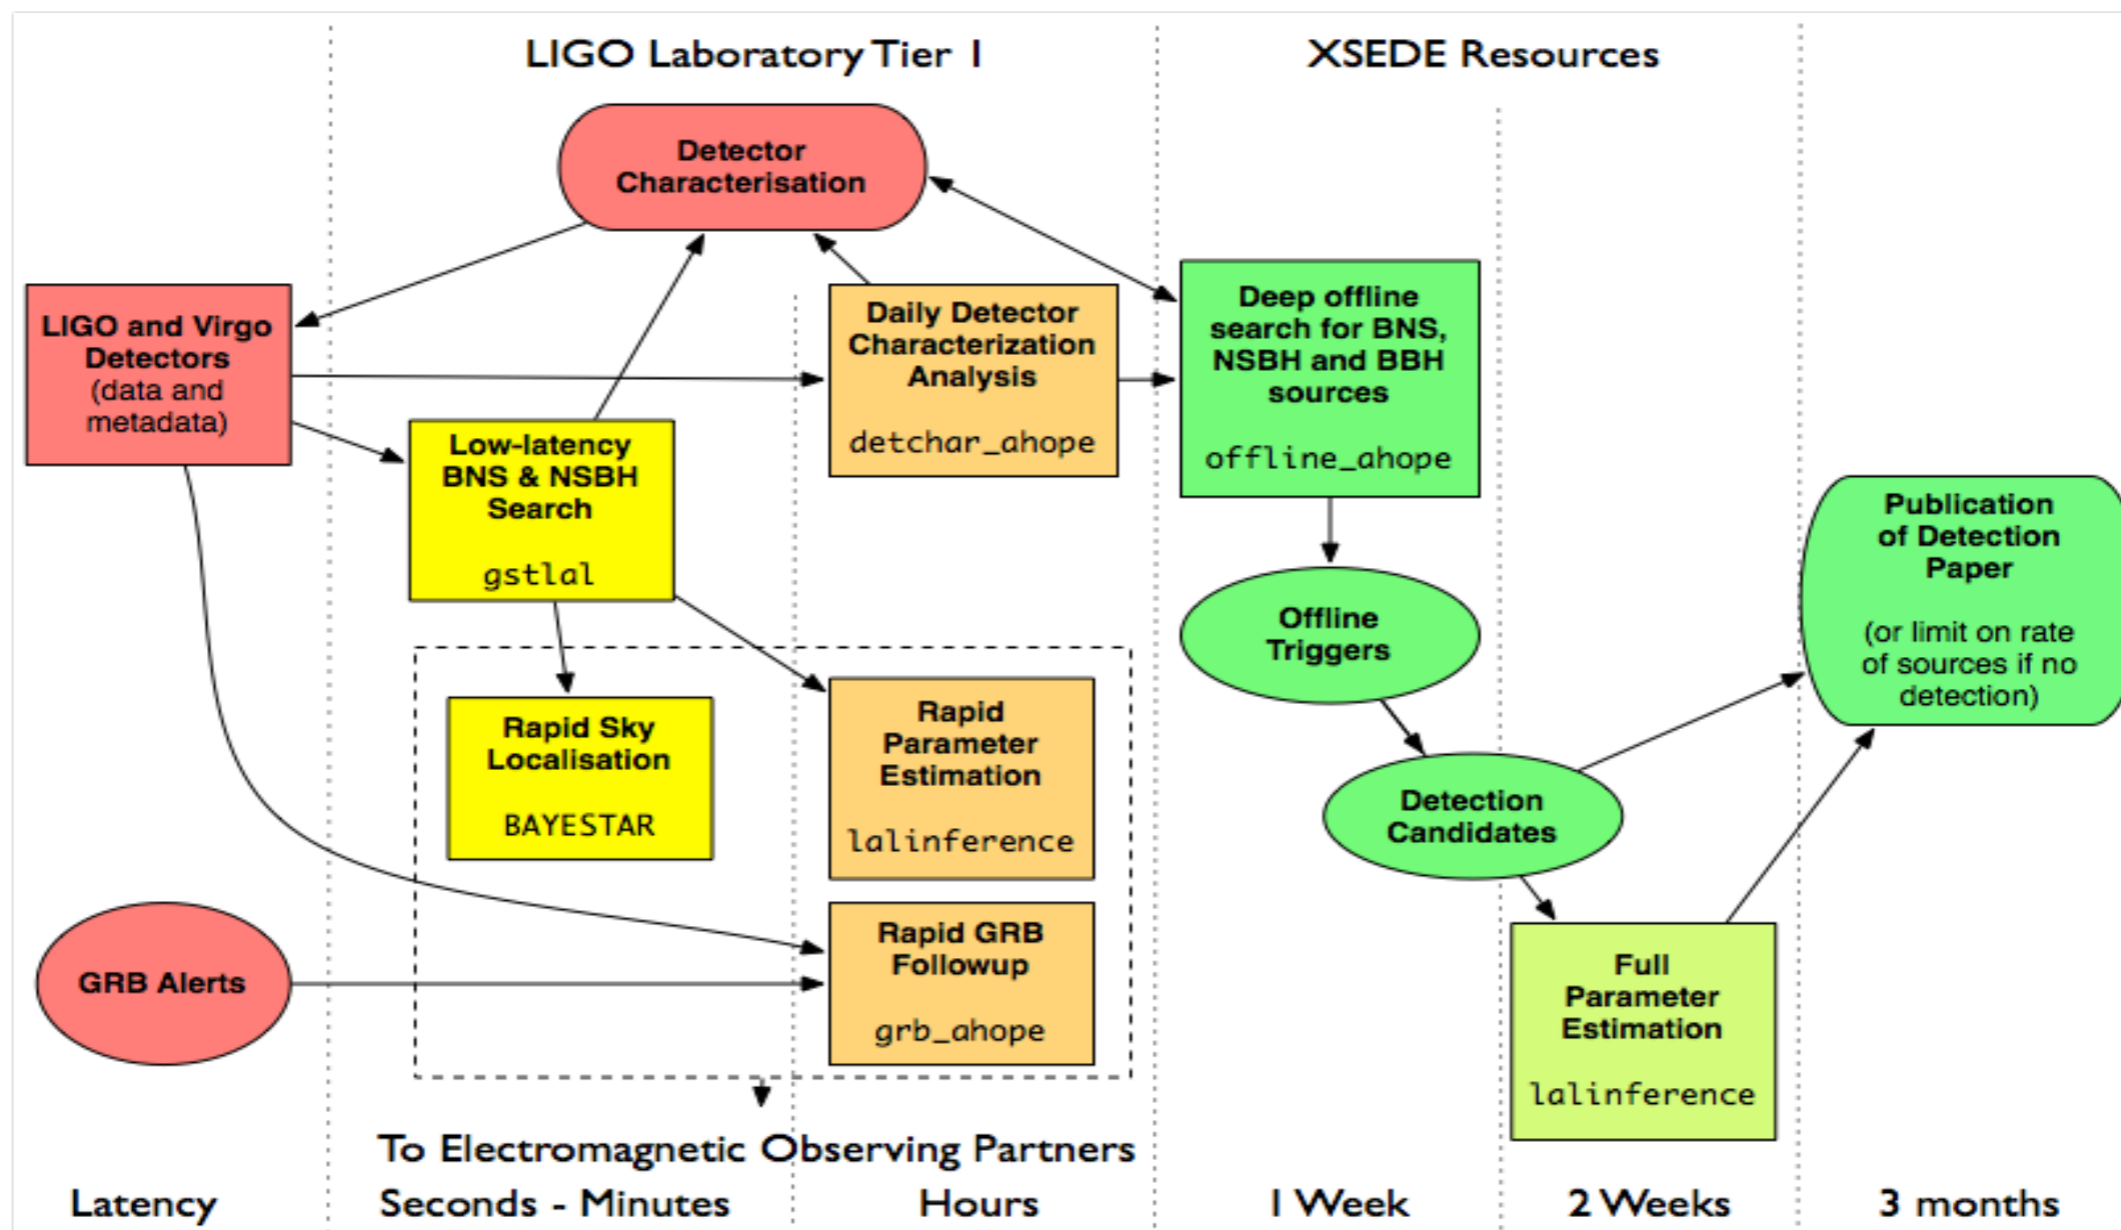 LIGO Laboratory Tier 1
XSEDE Resources
Detector
Characterisation
LIGO and Virgo
Detectors
(data and
metadata)
Daily Detector
Characterization
Analysis
detchar_ahope
Deep offline
search for BNS,
NSBH and BBH
sources
offline_ahope
Low-latency
BNS & NSBH
Search
gstlal
Publication
of Detection
Paper
(or limit on rate
of sources if no
detection)
Offline
Triggers
Rapid Sky
Localisation
BAYESTAR
Rapid
Parameter
Estimation
lalinference
Detection
Candidates
GRB Alerts
Rapid GRB
Followup
grb_ahope
Full
Parameter
Estimation
lalinference
To Electromagnetic Observing Partners
Latency
Seconds - Minutes
Hours
1 Week
2 Weeks
3 months